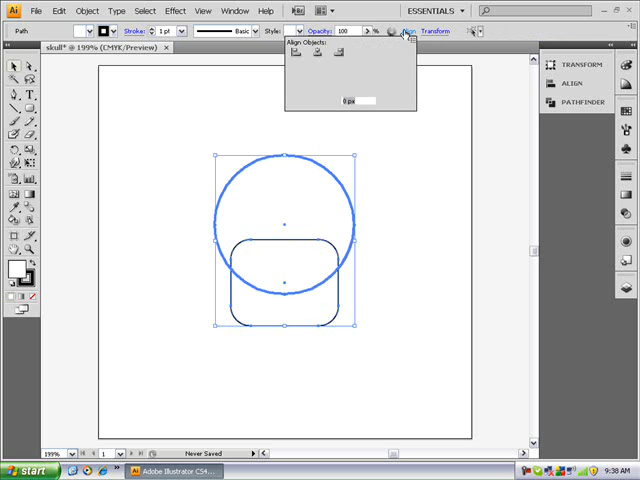 Ai File Edit Object Type Select Effect View Window Help Br ESSENTIALS
Path Stroke: 1 pt Basic Style: Opacity: 100 % Align Transform
skull* @ 199% (CMYK/Preview)
Align Objects:
0 px
TRANSFORM
ALIGN
PATHFINDER
T
199% 1 Never Saved
start Ai Adobe Illustrator CS4... 9:38 AM